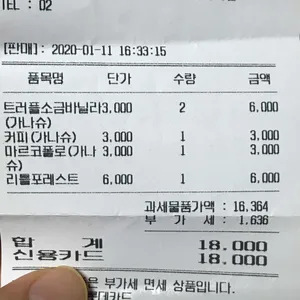 TEL : 02
[판매] : 2020-01-11 16:33:15
품목명 단가 수량 금액
트러플소금바닐라3,000 2 6,000
(가나슈)
커피(가나슈) 3,000 1 3,000
마르코폴로(가나 3,000 1 3,000
슈)
리틀포레스트 6,000 1 6,000
과세물품가액 : 16,364
부 가 세 : 1,636
합 계 18,000
신용카드 18,000
은 부가세 면세 상품입니다.